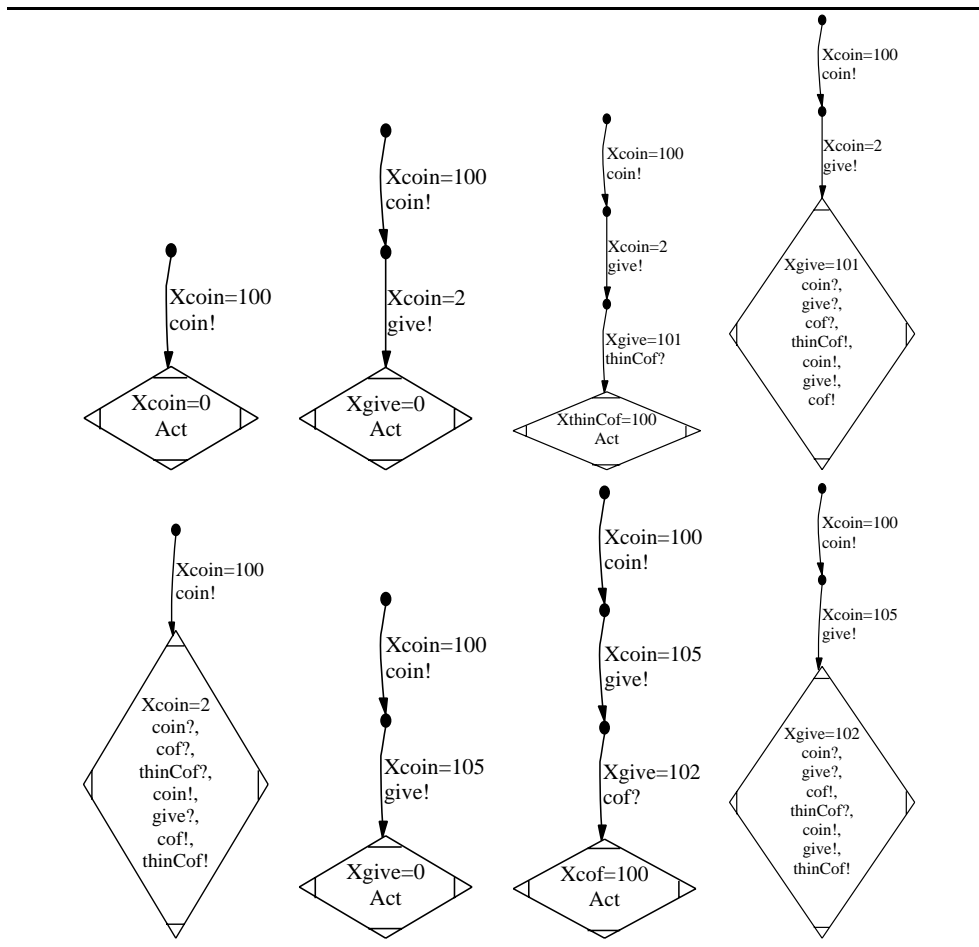 Xcoin=100
coin!
Xcoin=0
Act
Xcoin=100
coin!
Xcoin=2
give!
Xgive=0
Act
Xcoin=100
coin!
Xcoin=2
give!
Xgive=101
thinCof?
XthinCof=100
Act
Xcoin=100
coin!
Xcoin=2
give!
Xgive=101
coin?,
give?,
cof?,
thinCof!,
coin!,
give!,
cof!
Xcoin=100
coin!
Xcoin=2
coin?,
cof?,
thinCof?,
coin!,
give?,
cof!,
thinCof!
Xcoin=100
coin!
Xcoin=105
give!
Xgive=0
Act
Xcoin=100
coin!
Xcoin=105
give!
Xgive=102
cof?
Xcof=100
Act
Xcoin=100
coin!
Xcoin=105
give!
Xgive=102
coin?,
give?,
cof!,
thinCof?,
coin!,
give!,
thinCof!